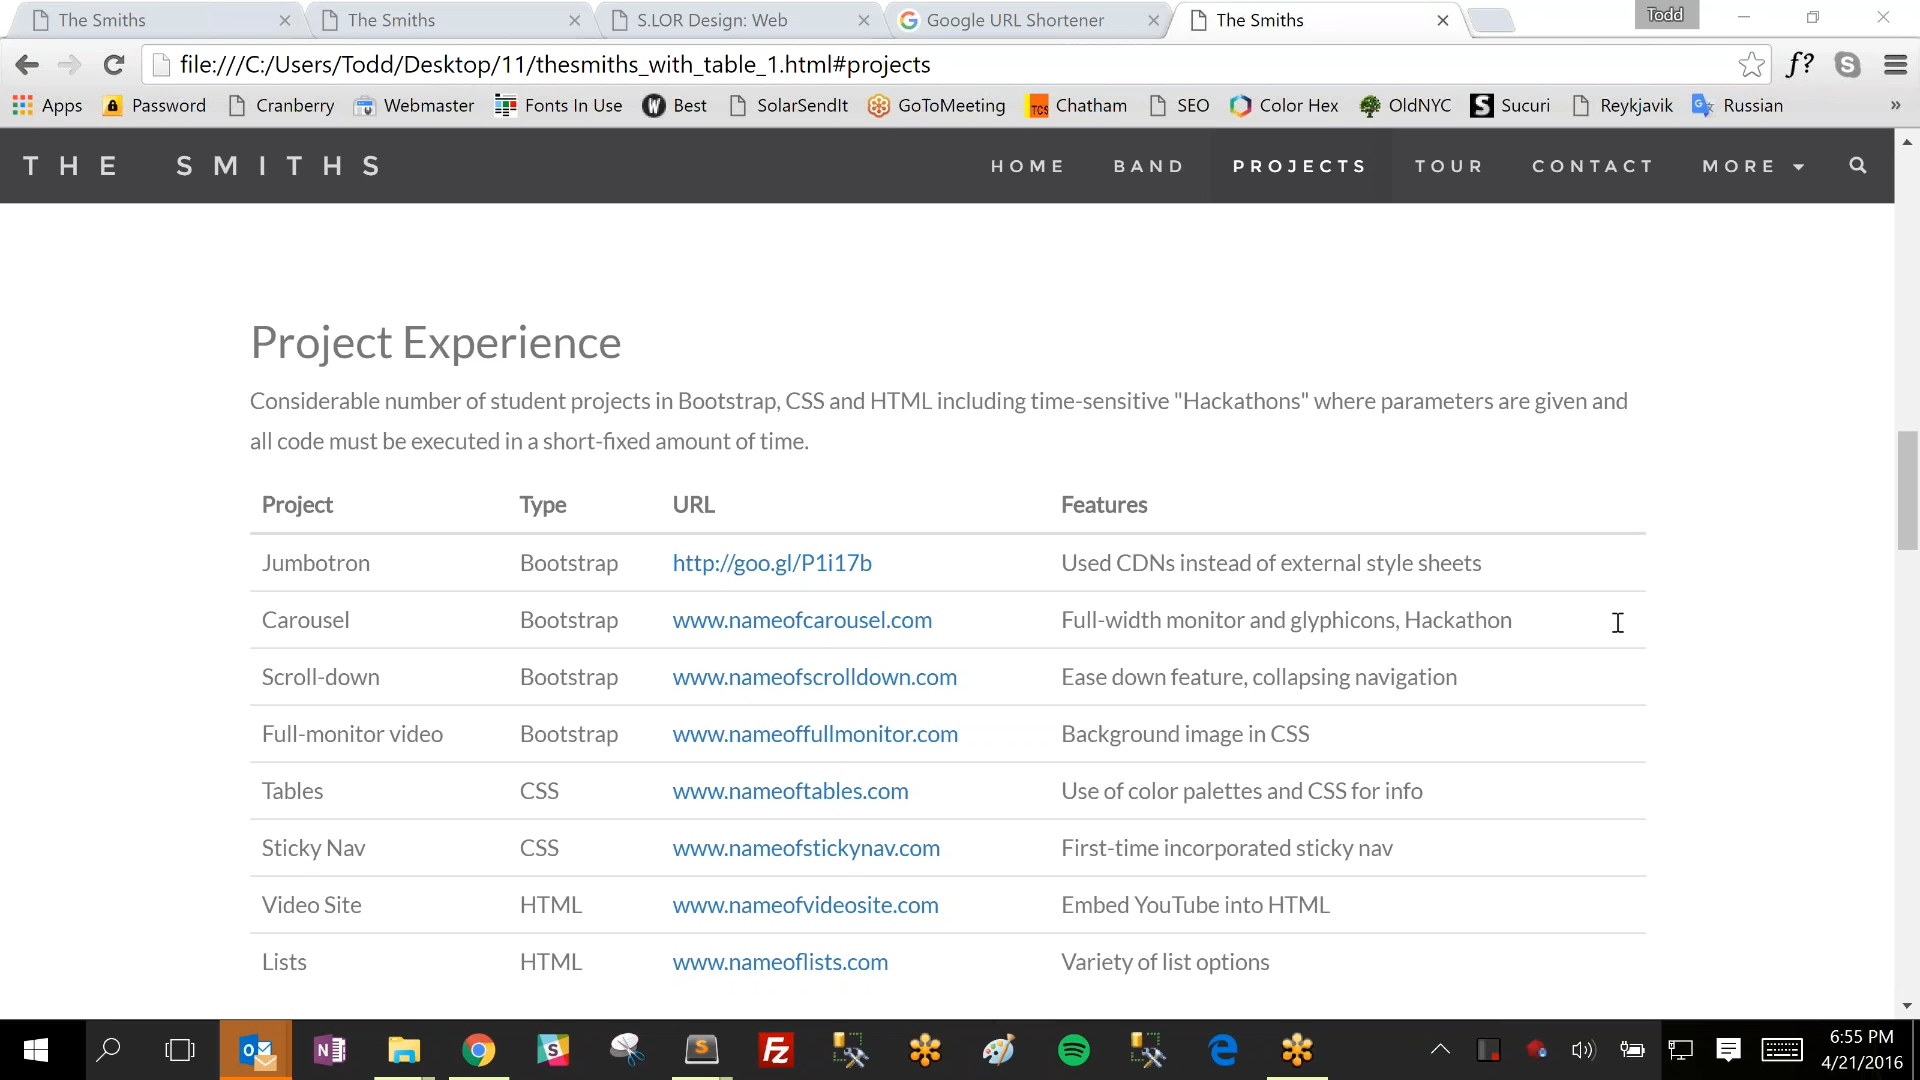 The Smiths
The Smiths
S.LOR Design: Web
Google URL Shortener
The Smiths
Todd
file:///C:/Users/Todd/Desktop/11/thesmiths_with_table_1.html#projects
f?
Apps
Password
Cranberry
Webmaster
Fonts In Use
Best
SolarSendIt
GoToMeeting
TCS
Chatham
SEO
Color Hex
OldNYC
Sucuri
Reykjavik
Russian
»
THE SMITHS
HOME
BAND
PROJECTS
TOUR
CONTACT
MORE
Project Experience
Considerable number of student projects in Bootstrap, CSS and HTML including time-sensitive "Hackathons" where parameters are given and
all code must be executed in a short-fixed amount of time.
Project Type URL Features
Jumbotron Bootstrap http://goo.gl/P1i17b Used CDNs instead of external style sheets
Carousel Bootstrap www.nameofcarousel.com Full-width monitor and glyphicons, Hackathon
Scroll-down Bootstrap www.nameofscrolldown.com Ease down feature, collapsing navigation
Full-monitor video Bootstrap www.nameoffullmonitor.com Background image in CSS
Tables CSS www.nameoftables.com Use of color palettes and CSS for info
Sticky Nav CSS www.nameofstickynav.com First-time incorporated sticky nav
Video Site HTML www.nameofvideosite.com Embed YouTube into HTML
Lists HTML www.nameoflists.com Variety of list options
6:55 PM
4/21/2016